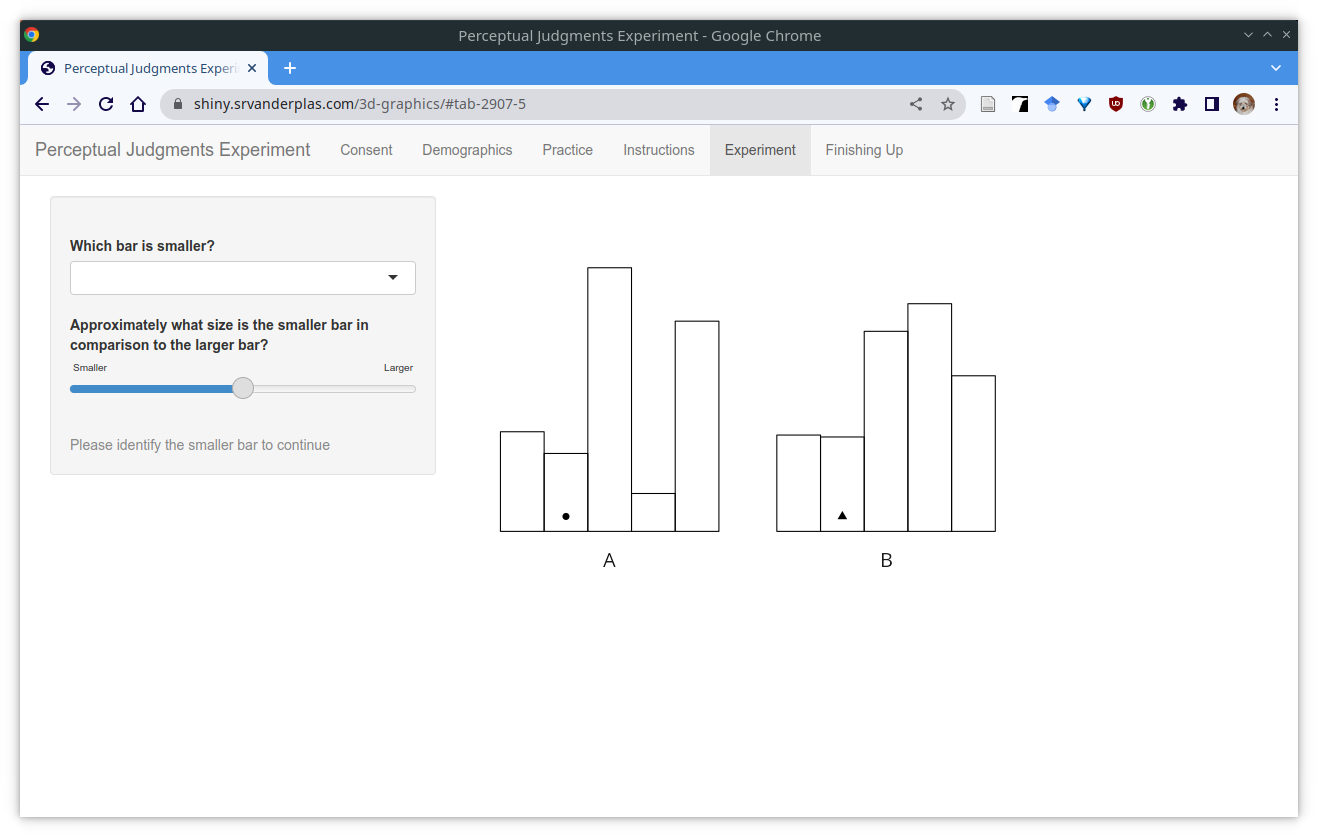 Perceptual Judgments Experiment - Google Chrome
Perceptual Judgments Experi
shiny.srvanderplas.com/3d-graphics/#tab-2907-5
Perceptual Judgments Experiment Consent Demographics Practice Instructions Experiment Finishing Up
Which bar is smaller?
Approximately what size is the smaller bar in
comparison to the larger bar?
Smaller Larger
Please identify the smaller bar to continue
A B